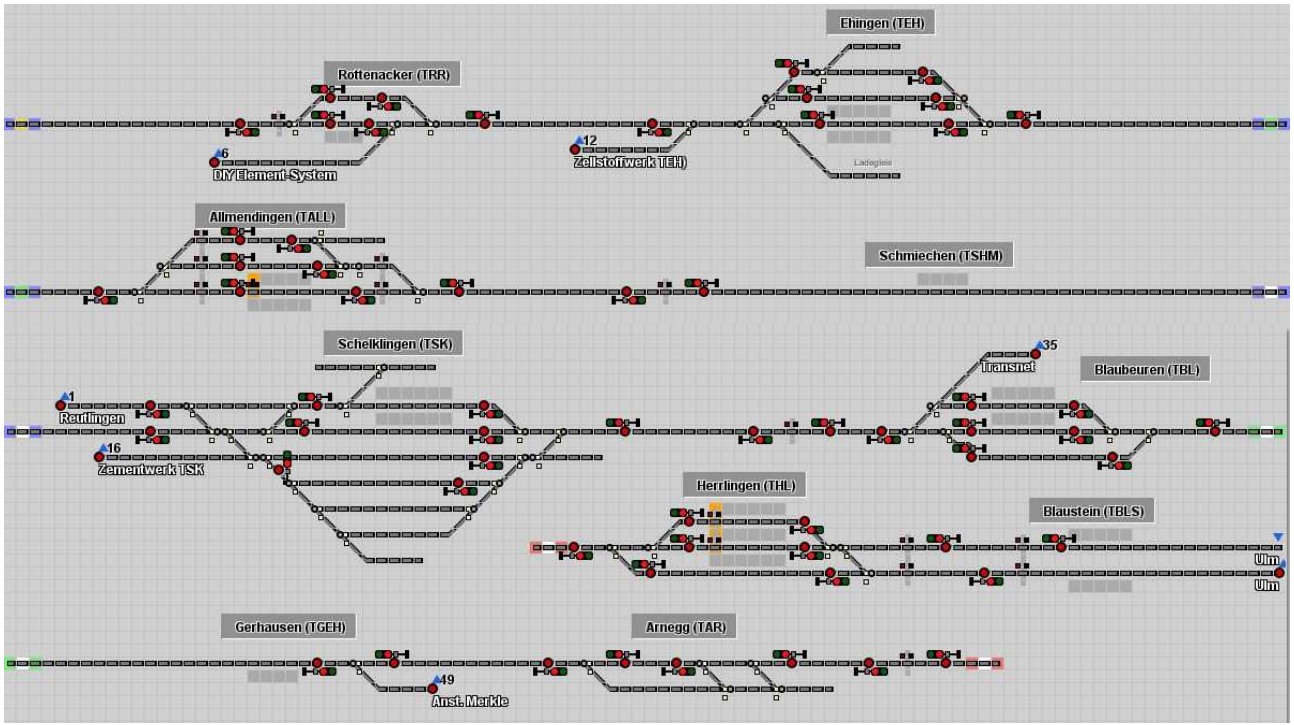 Ehingen (TEH)
Rottenacker (TRR)
6
DIY Element-System
12
Zellstoffwerk TEH)
Ladegleis
Allmendingen (TALL)
Schmiechen (TSHM)
Schelklingen (TSK)
1
Reutlingen
16
Zementwerk TSK
35
Transnet
Blaubeuren (TBL)
Herrlingen (THL)
Blaustein (TBLS)
Ulm
Ulm
Gerhausen (TGEH)
Arnegg (TAR)
49
Anst. Merkle